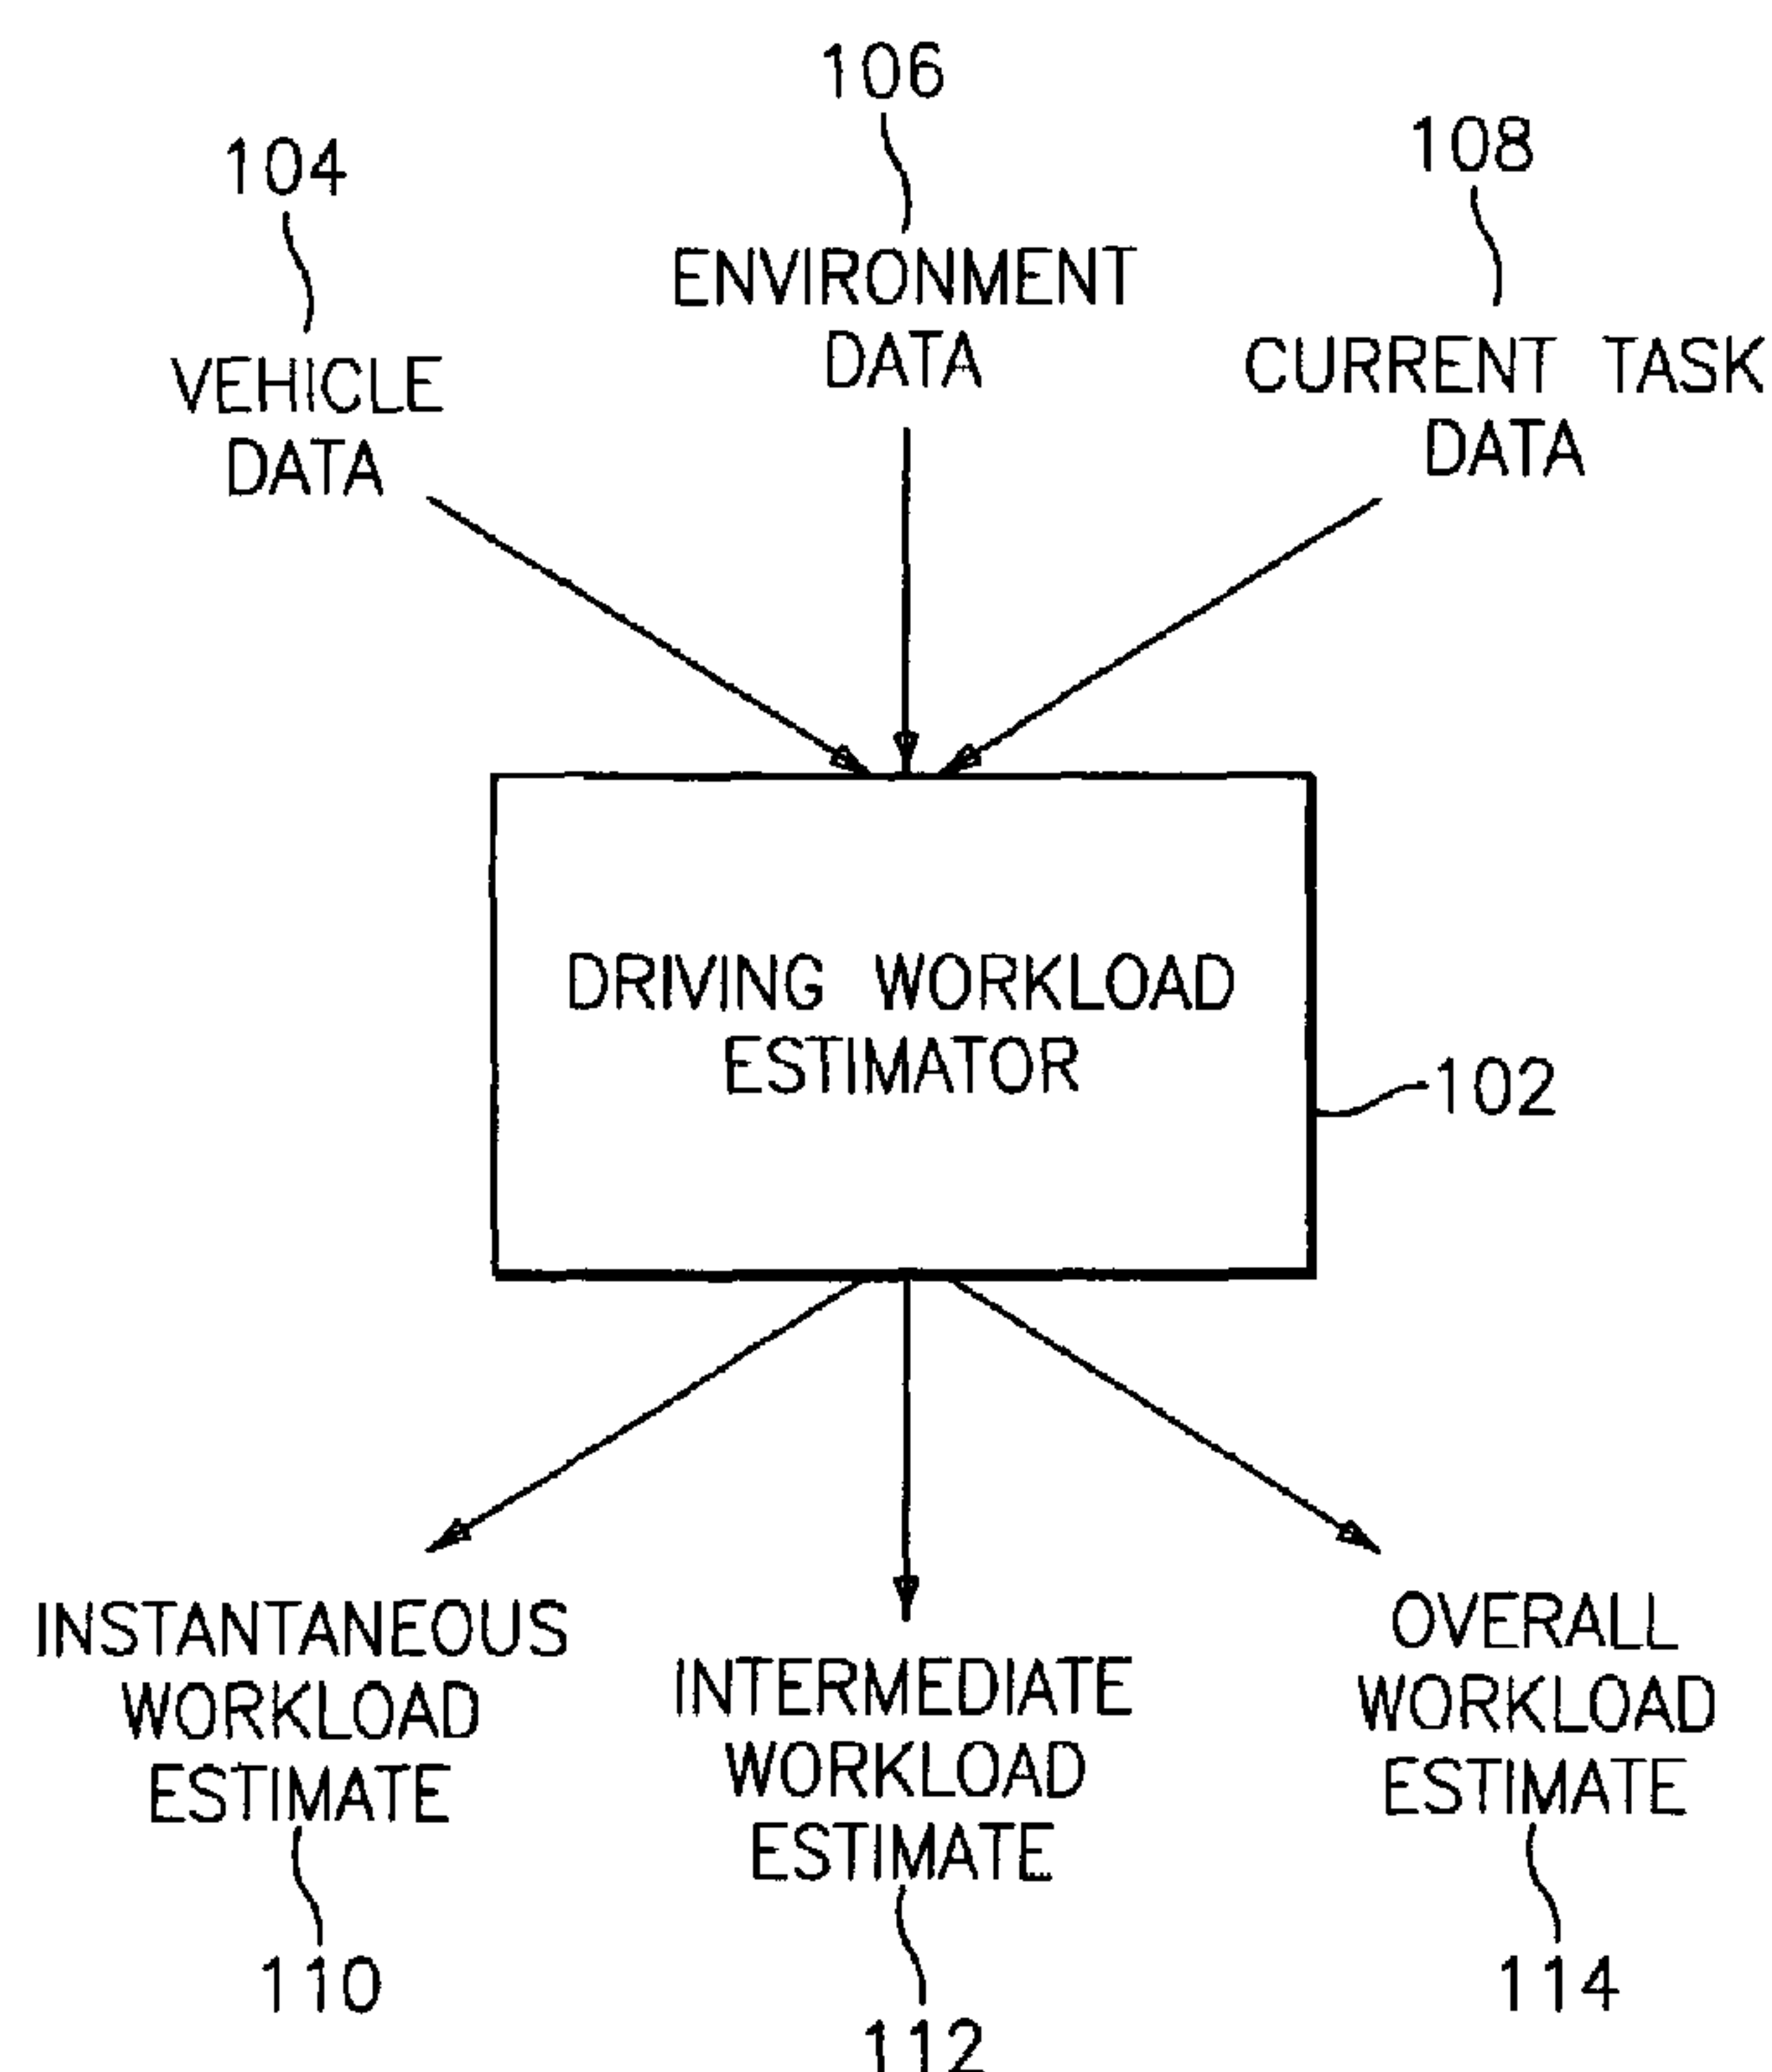 106
104
108
ENVIRONMENT
DATA
VEHICLE
DATA
CURRENT TASK
DATA
DRIVING WORKLOAD
ESTIMATOR
102
INSTANTANEOUS
WORKLOAD
ESTIMATE
INTERMEDIATE
WORKLOAD
ESTIMATE
OVERALL
WORKLOAD
ESTIMATE
110
112
114